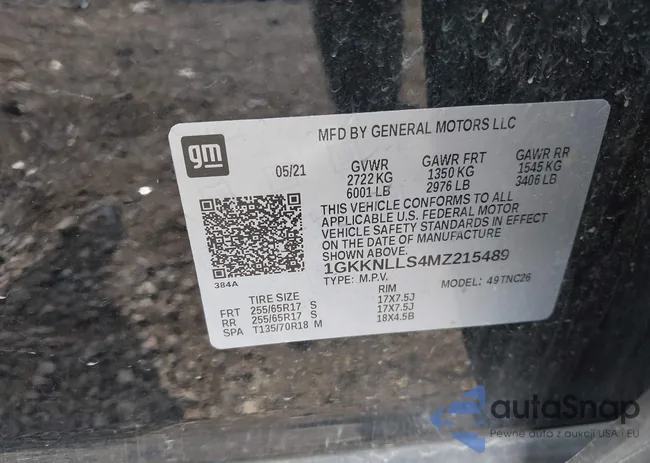 gm
MFD BY GENERAL MOTORS LLC
05/21 GVWR GAWR FRT GAWR RR
2722 KG 1350 KG 1545 KG
6001 LB 2976 LB 3406 LB
THIS VEHICLE CONFORMS TO ALL
APPLICABLE U.S. FEDERAL MOTOR
VEHICLE SAFETY STANDARDS IN EFFECT
ON THE DATE OF MANUFACTURE
SHOWN ABOVE.
1GKKNLLS4MZ215489
TYPE: M.P.V. MODEL: 49TNC26
384A
TIRE SIZE RIM
FRT 255/65R17 S 17X7.5J
RR 255/65R17 S 17X7.5J
SPA T135/70R18 M 18X4.5B
autoSnap
Pewne auta z aukcji USA i EU